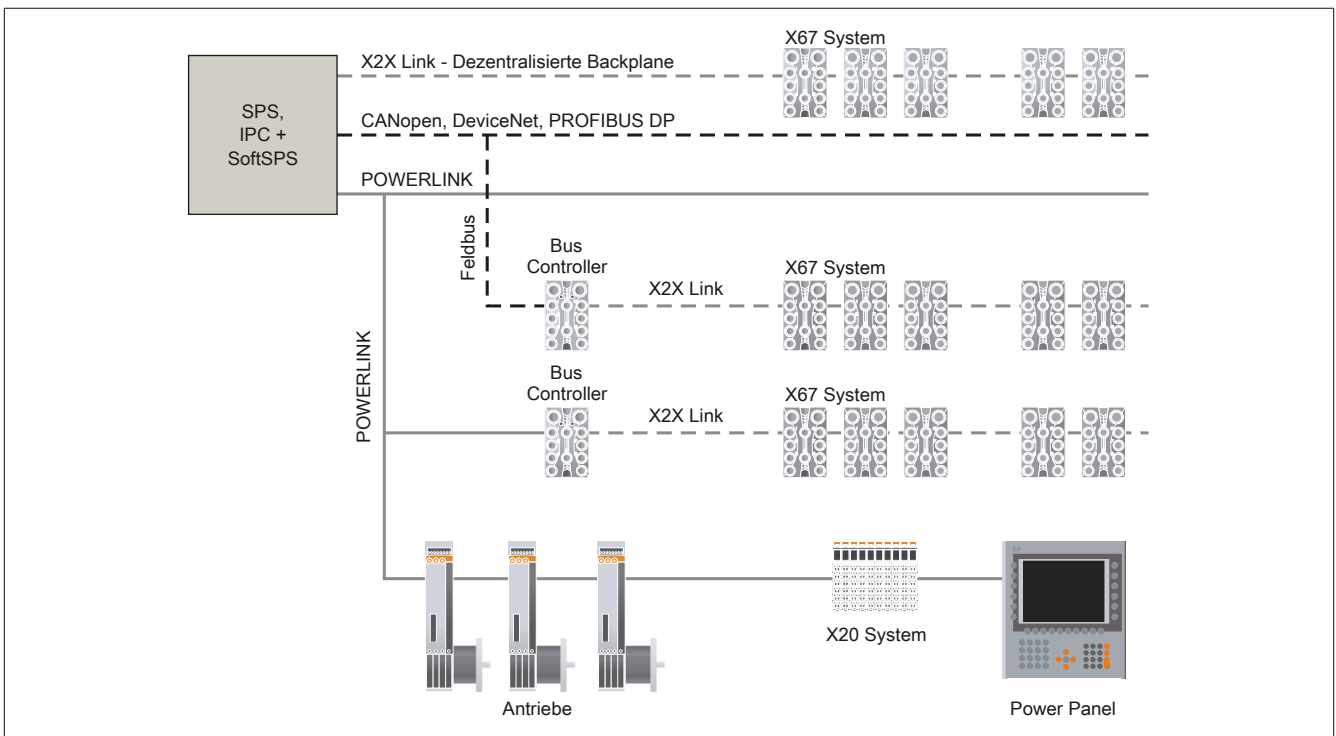 X67 System
X2X Link - Dezentralisierte Backplane
SPS,
IPC +
SoftSPS
CANopen, DeviceNet, PROFIBUS DP
POWERLINK
Feldbus
Bus
Controller
X2X Link
X67 System
POWERLINK
Bus
Controller
X2X Link
X67 System
Antriebe
X20 System
Power Panel